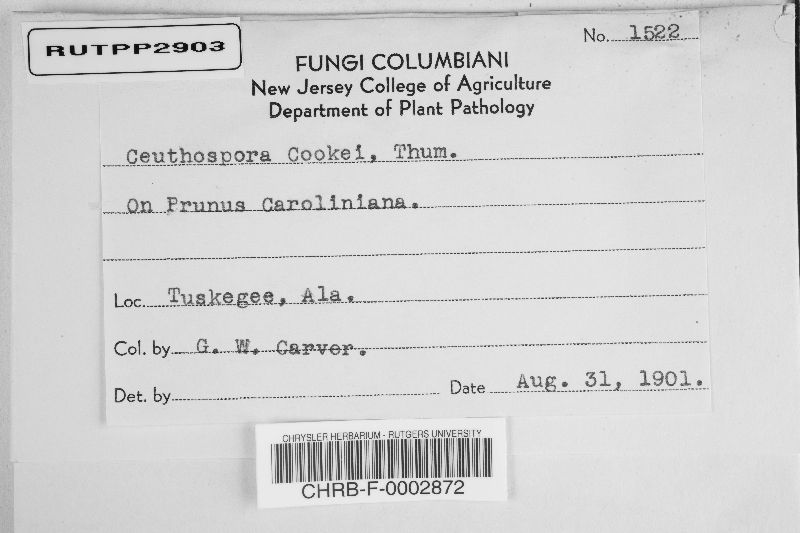 RUTPP2903
No. 1522
FUNGI COLUMBIANI
New Jersey College of Agriculture
Department of Plant Pathology
Ceuthospora Cookei, Thum.
On Prunus Caroliniana.
Loc. Tuskegee, Ala.
Col. by G. W. Carver.
Det. by
Date Aug. 31, 1901.
CHRYSLER HERBARIUM - RUTGERS UNIVERSITY
CHRB-F-0002872